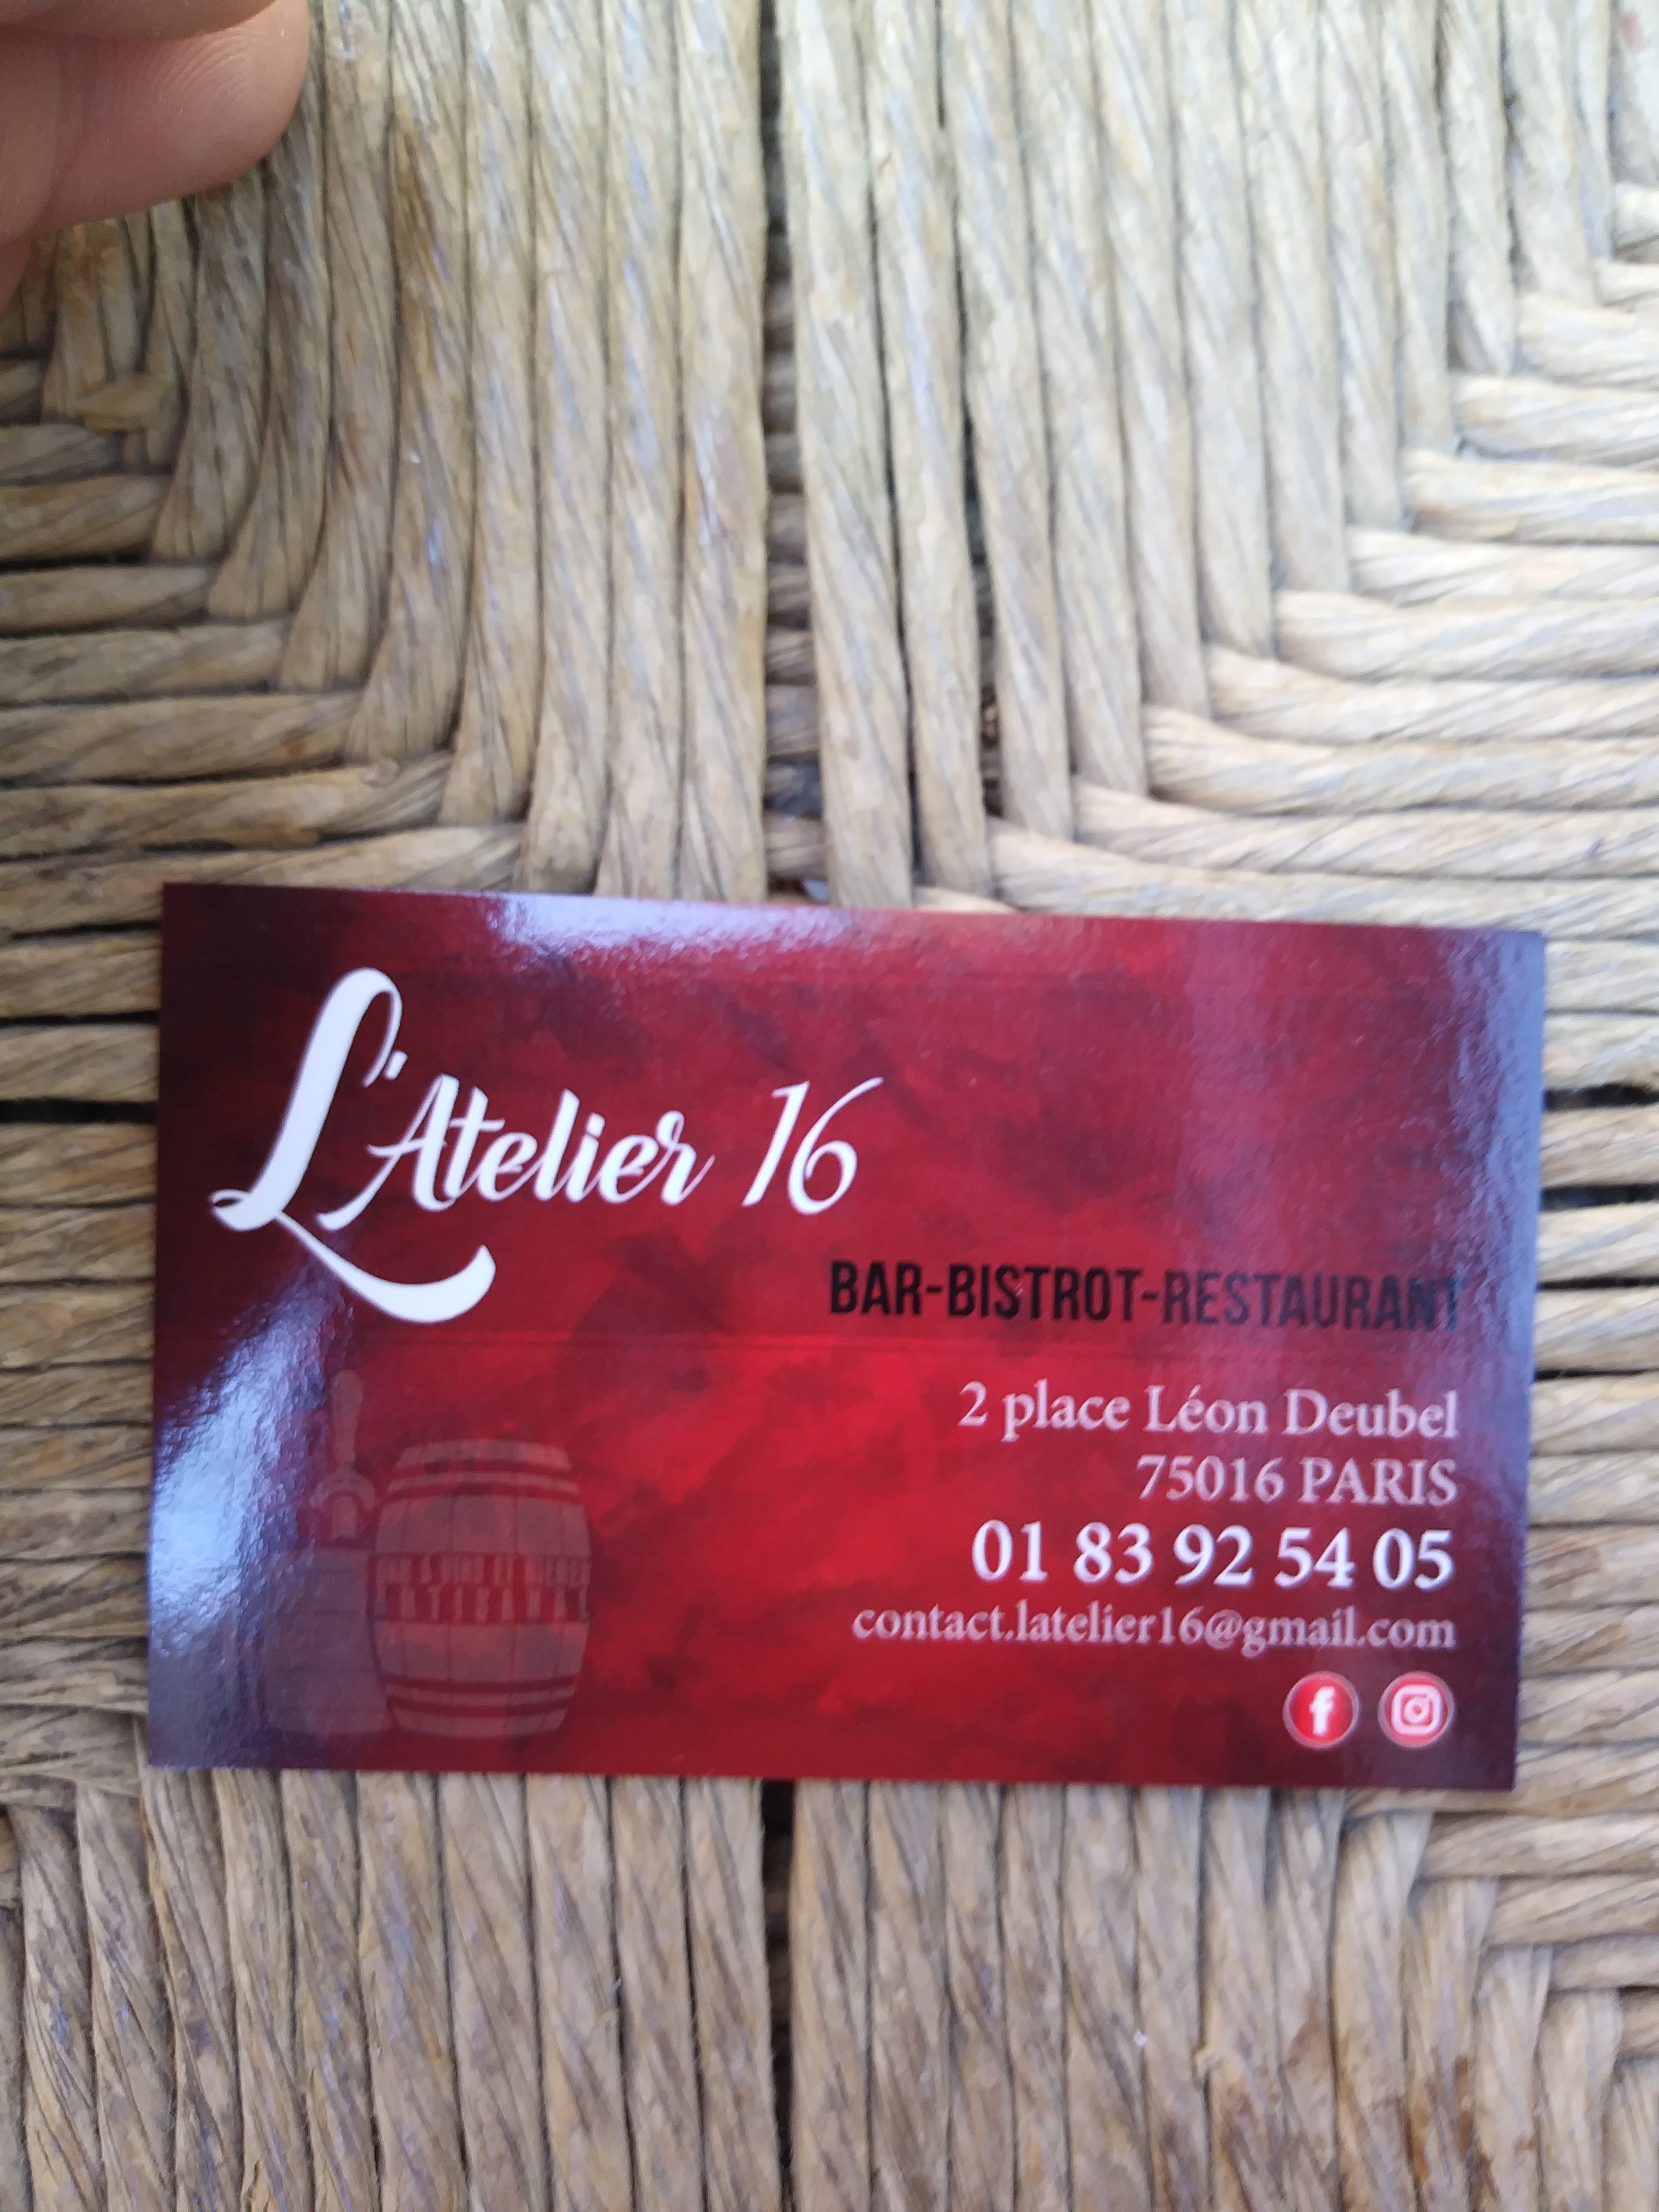 L'Atelier 16
BAR-BISTROT-RESTAURANT
2 place Léon Deubel
75016 PARIS
01 83 92 54 05
contact.latelier16@gmail.com